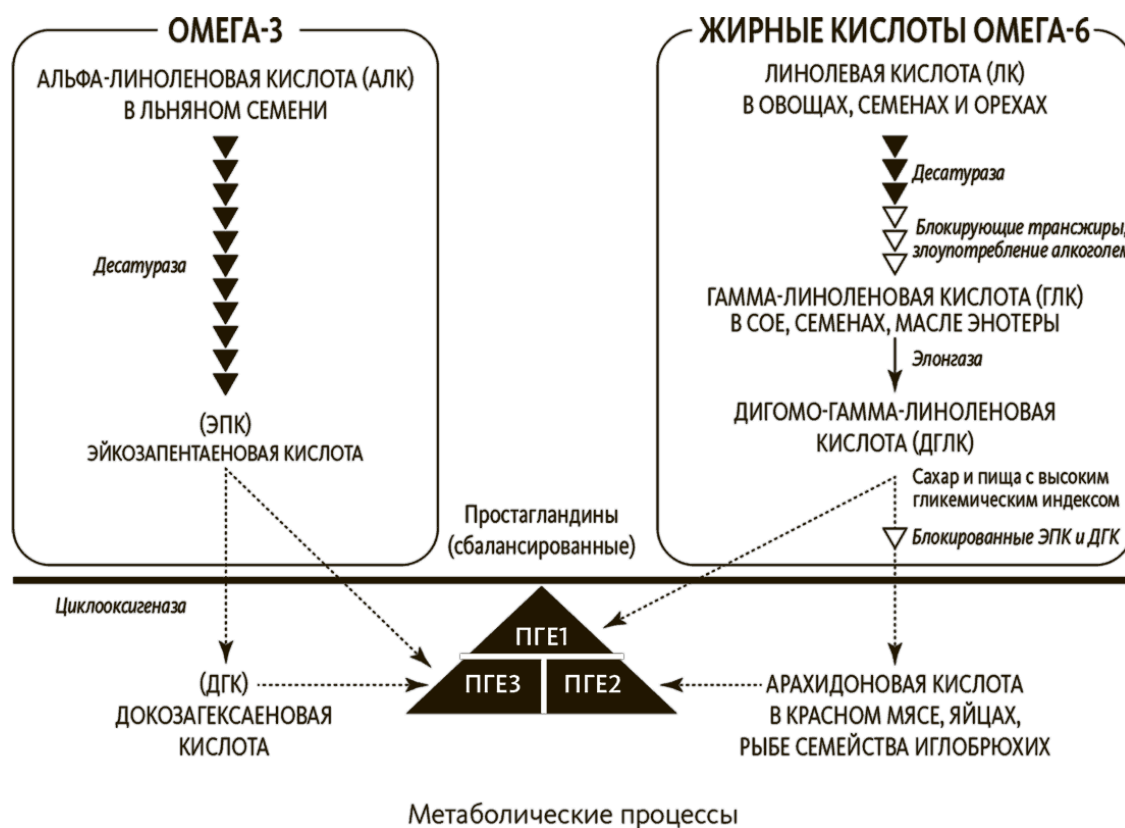 ОМЕГА-3
АЛЬФА-ЛИНОЛЕНОВАЯ КИСЛОТА (АЛК)
В ЛЬНЯНОМ СЕМЕНИ
Десатураза
(ЭПК)
ЭЙКОЗАПЕНТАЕНОВАЯ КИСЛОТА
ЖИРНЫЕ КИСЛОТЫ ОМЕГА-6
ЛИНОЛЕВАЯ КИСЛОТА (ЛК)
В ОВОЩАХ, СЕМЕНАХ И ОРЕХАХ
Десатураза
Блокирующие трансжиры,
злоупотребление алкоголем
ГАММА-ЛИНОЛЕНОВАЯ КИСЛОТА (ГЛК)
В СОЕ, СЕМЕНАХ, МАСЛЕ ЭНОТЕРЫ
Элонгаза
ДИГОМО-ГАММА-ЛИНОЛЕНОВАЯ
КИСЛОТА (ДГЛК)
Сахар и пища с высоким
гликемическим индексом
Блокированные ЭПК и ДГК
Простагландины
(сбалансированные)
Циклооксигеназа
ПГЕ1
ПГЕ3
ПГЕ2
(ДГК)
ДОКОЗАГЕКСАЕНОВАЯ
КИСЛОТА
АРАХИДОНОВАЯ КИСЛОТА
В КРАСНОМ МЯСЕ, ЯЙЦАХ,
РЫБЕ СЕМЕЙСТВА ИГЛОБРЮХИХ
Метаболические процессы